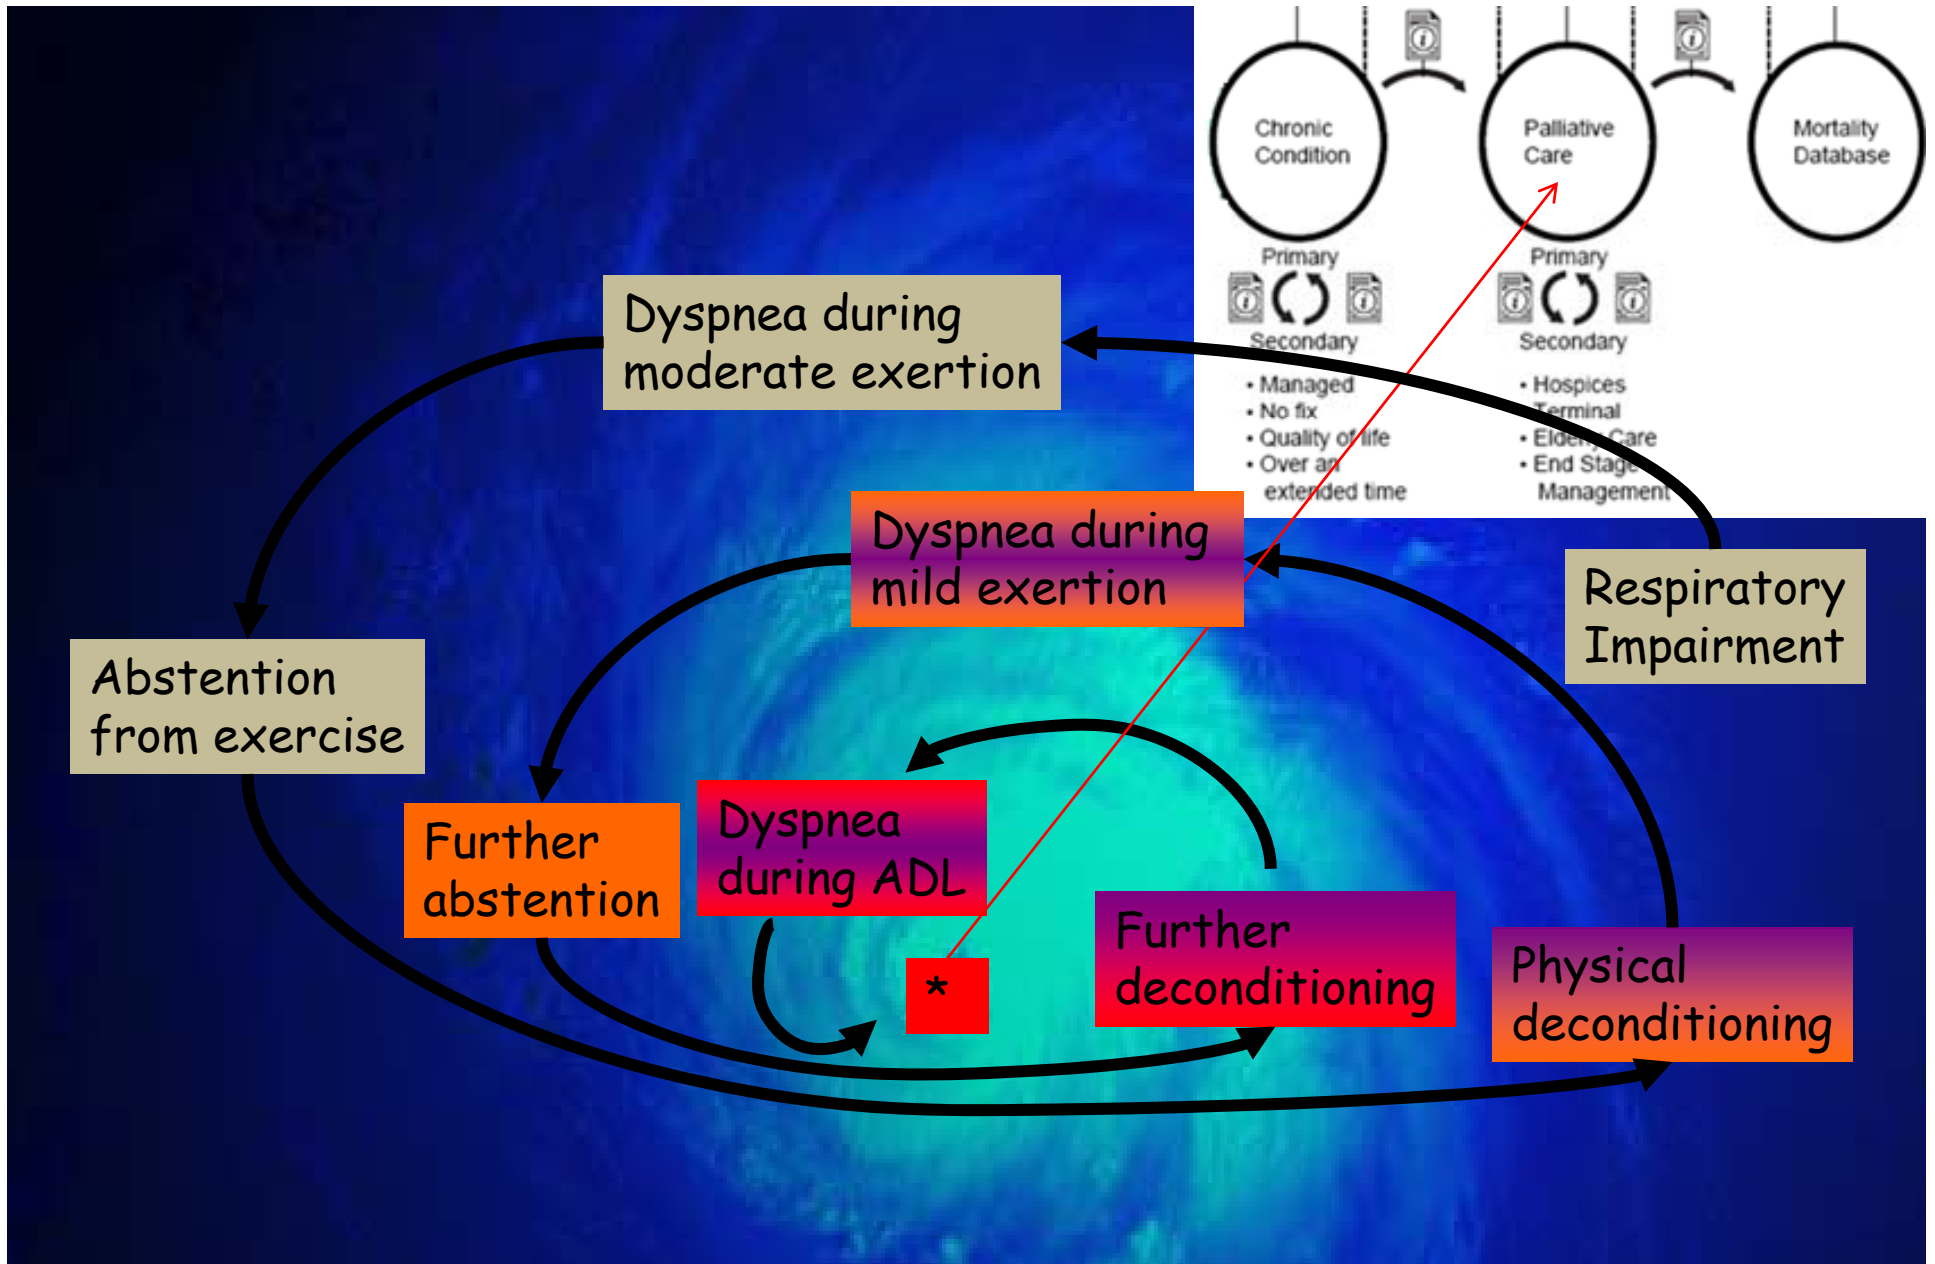 Chronic
Condition
Palliative
Care
Mortality
Database
Primary
Secondary
• Managed
• No fix
• Quality of life
• Over an
extended time
Primary
Secondary
• Hospices
• Terminal
• Elderly Care
• End Stage
Management
Dyspnea during
moderate exertion
Dyspnea during
mild exertion
Respiratory
Impairment
Abstention
from exercise
Further
abstention
Dyspnea
during ADL
*
Further
deconditioning
Physical
deconditioning